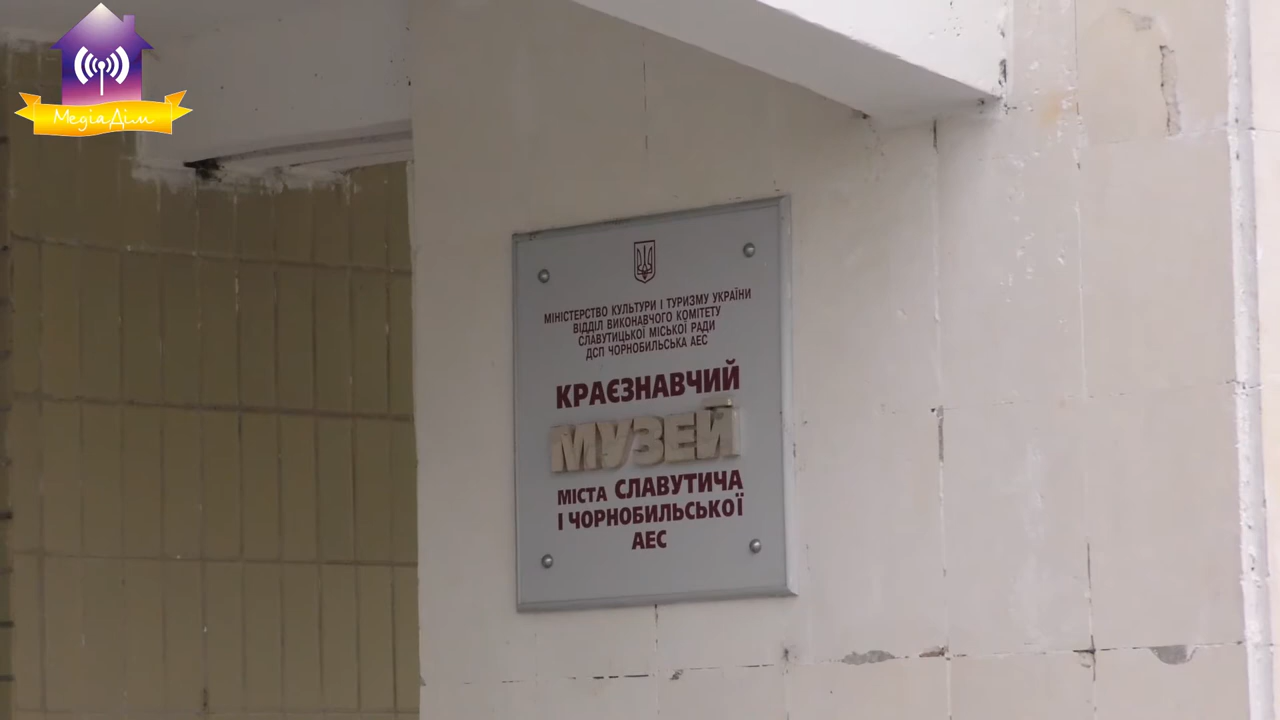 МедіаДім
МІНІСТЕРСТВО КУЛЬТУРИ І ТУРИЗМУ УКРАЇНИ
ВІДДІЛ ВИКОНАВЧОГО КОМІТЕТУ
СЛАВУТИЦЬКОЇ МІСЬКОЇ РАДИ
ДСП ЧОРНОБИЛЬСЬКА АЕС
КРАЄЗНАВЧИЙ
МУЗЕЙ
МІСТА СЛАВУТИЧА
І ЧОРНОБИЛЬСЬКОЇ
АЕС